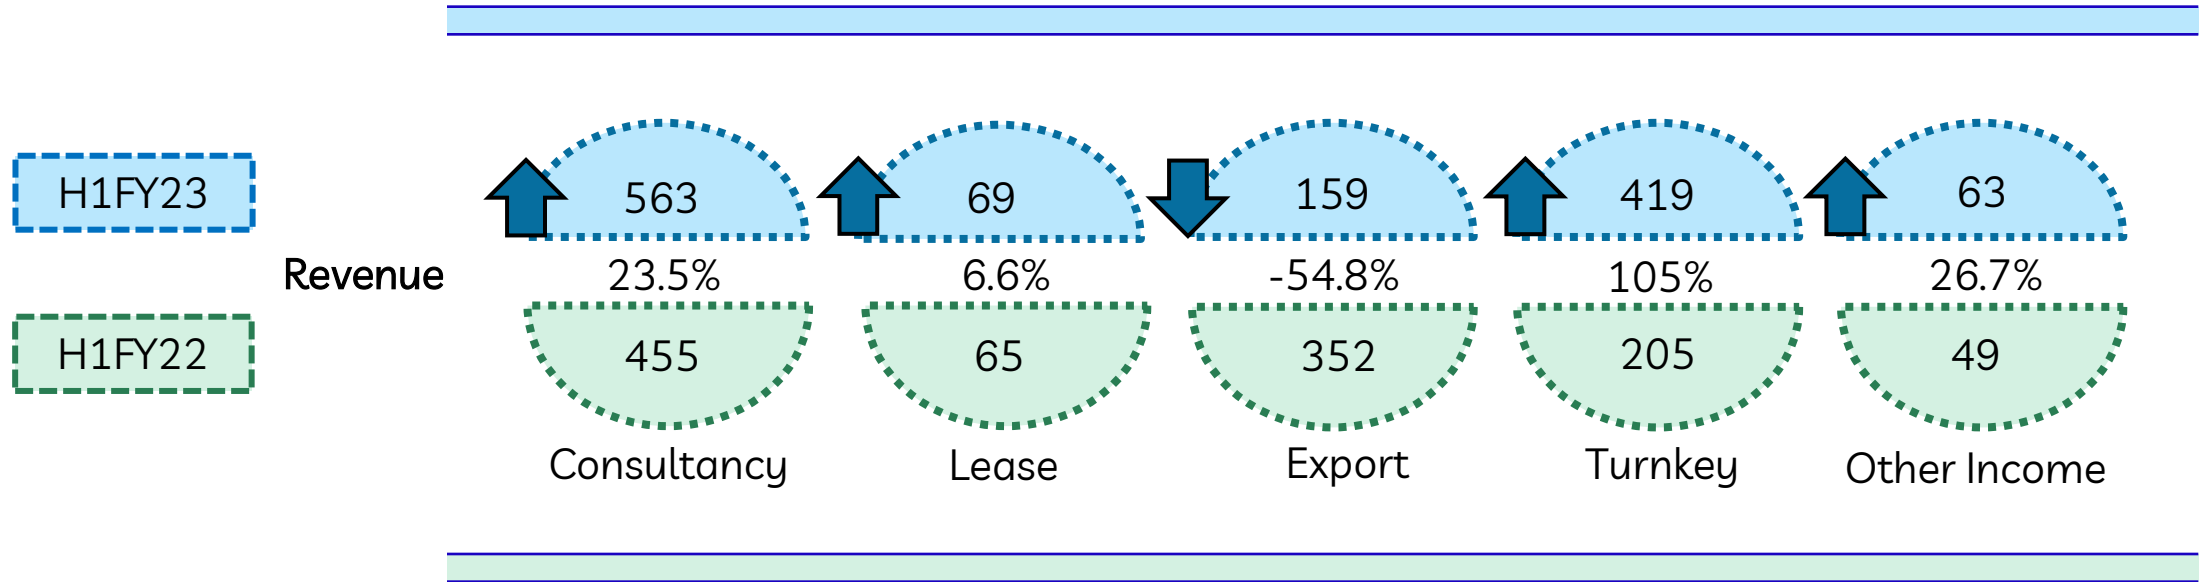 H1FY23
563 69 159 419 63
Revenue 23.5% 6.6% -54.8% 105% 26.7%
H1FY22
455 65 352 205 49
Consultancy Lease Export Turnkey Other Income